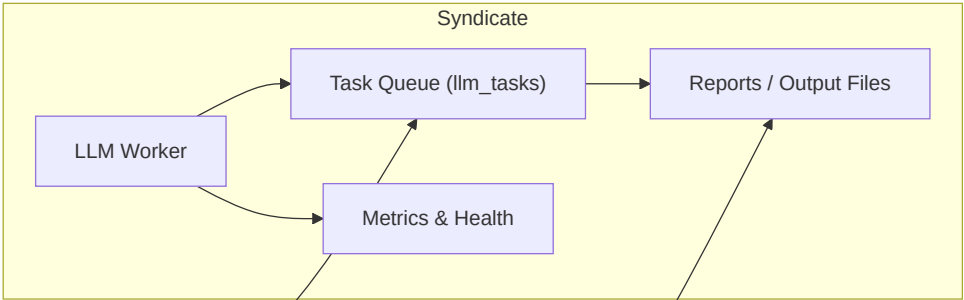 Syndicate
Task Queue (llm_tasks)
Reports / Output Files
LLM Worker
Metrics & Health